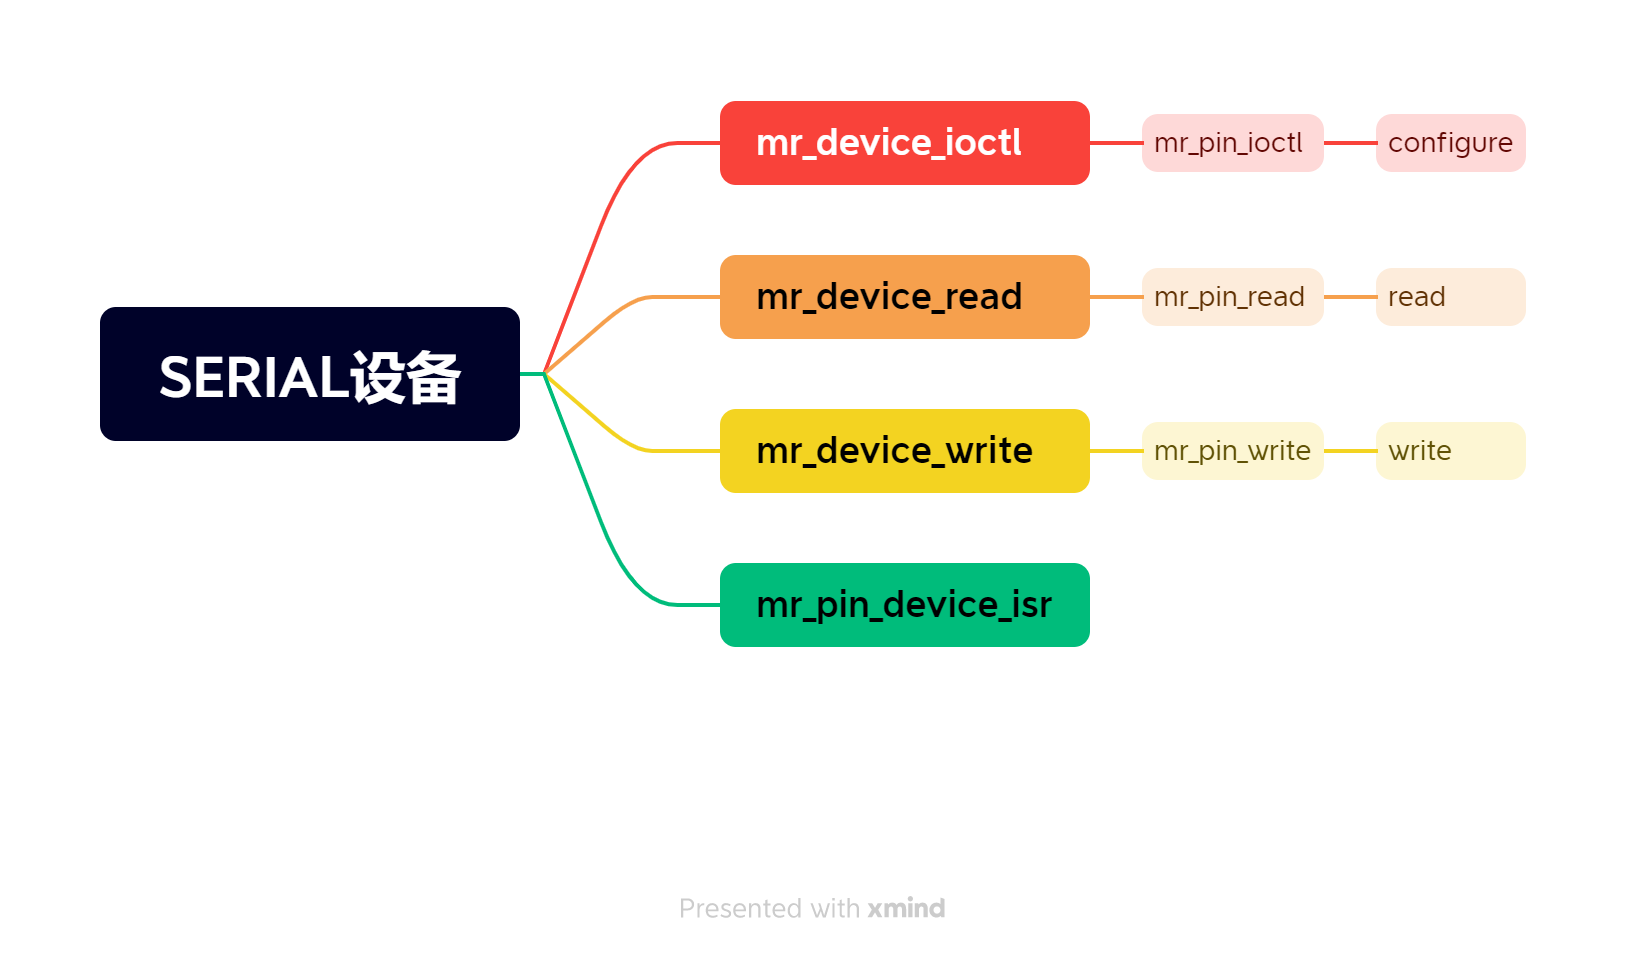 SERIAL设备
mr_device_ioctl
mr_pin_ioctl
configure
mr_device_read
mr_pin_read
read
mr_device_write
mr_pin_write
write
mr_pin_device_isr
Presented with xmind